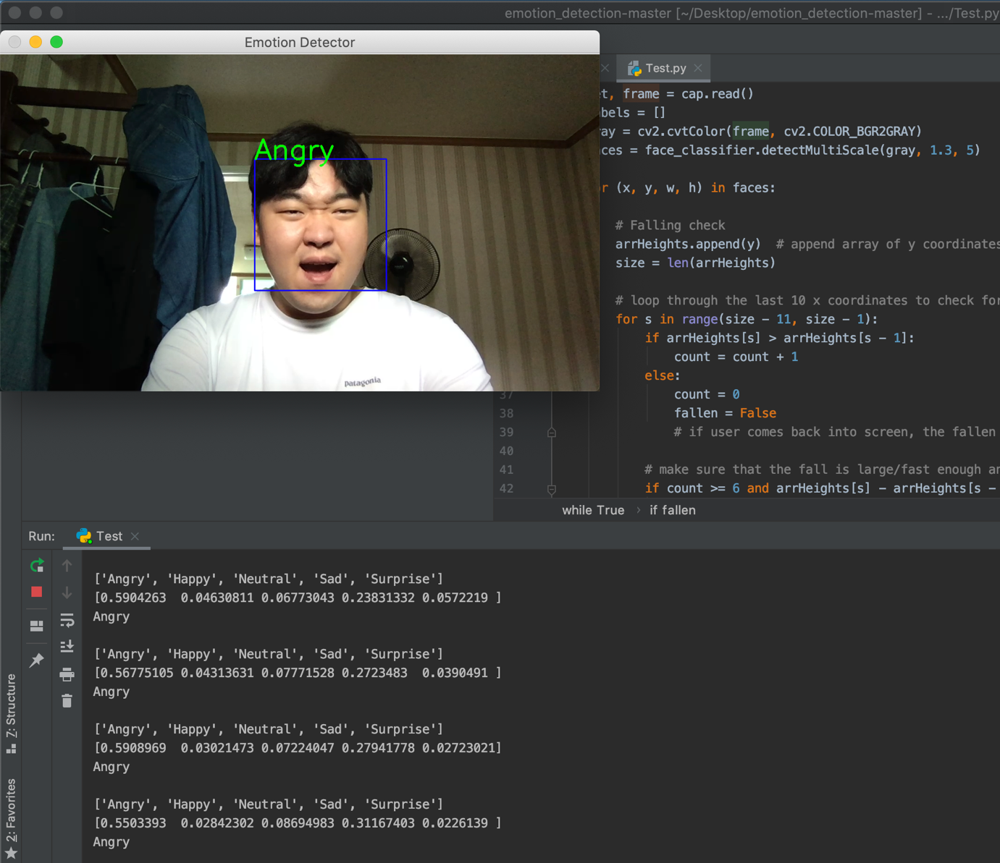 emotion_detection-master [~/Desktop/emotion_detection-master] - .../Test.py
Emotion Detector
Angry
patagonia
Test.py
et, frame = cap.read()
abels = []
ray = cv2.cvtColor(frame, cv2.COLOR_BGR2GRAY)
aces = face_classifier.detectMultiScale(gray, 1.3, 5)
or (x, y, w, h) in faces:
# Falling check
arrHeights.append(y)  # append array of y coordinates
size = len(arrHeights)
# loop through the last 10 x coordinates to check for
for s in range(size - 11, size - 1):
if arrHeights[s] > arrHeights[s - 1]:
count = count + 1
else:
37 count = 0
38 fallen = False
39 # if user comes back into screen, the fallen
40
41 # make sure that the fall is large/fast enough an
42 if count >= 6 and arrHeights[s] - arrHeights[s -
while True › if fallen
Run: Test
['Angry', 'Happy', 'Neutral', 'Sad', 'Surprise']
[0.5904263  0.04630811 0.06773043 0.23831332 0.0572219 ]
Angry
['Angry', 'Happy', 'Neutral', 'Sad', 'Surprise']
[0.56775105 0.04313631 0.07771528 0.2723483  0.0390491 ]
Angry
['Angry', 'Happy', 'Neutral', 'Sad', 'Surprise']
[0.5908969  0.03021473 0.07224047 0.27941778 0.02723021]
Angry
['Angry', 'Happy', 'Neutral', 'Sad', 'Surprise']
[0.5503393  0.02842302 0.08694983 0.31167403 0.0226139 ]
Angry
7: Structure
2: Favorites